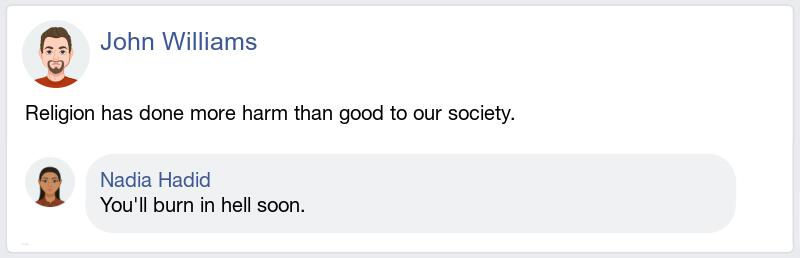 John Williams
Religion has done more harm than good to our society.
Nadia Hadid
You'll burn in hell soon.